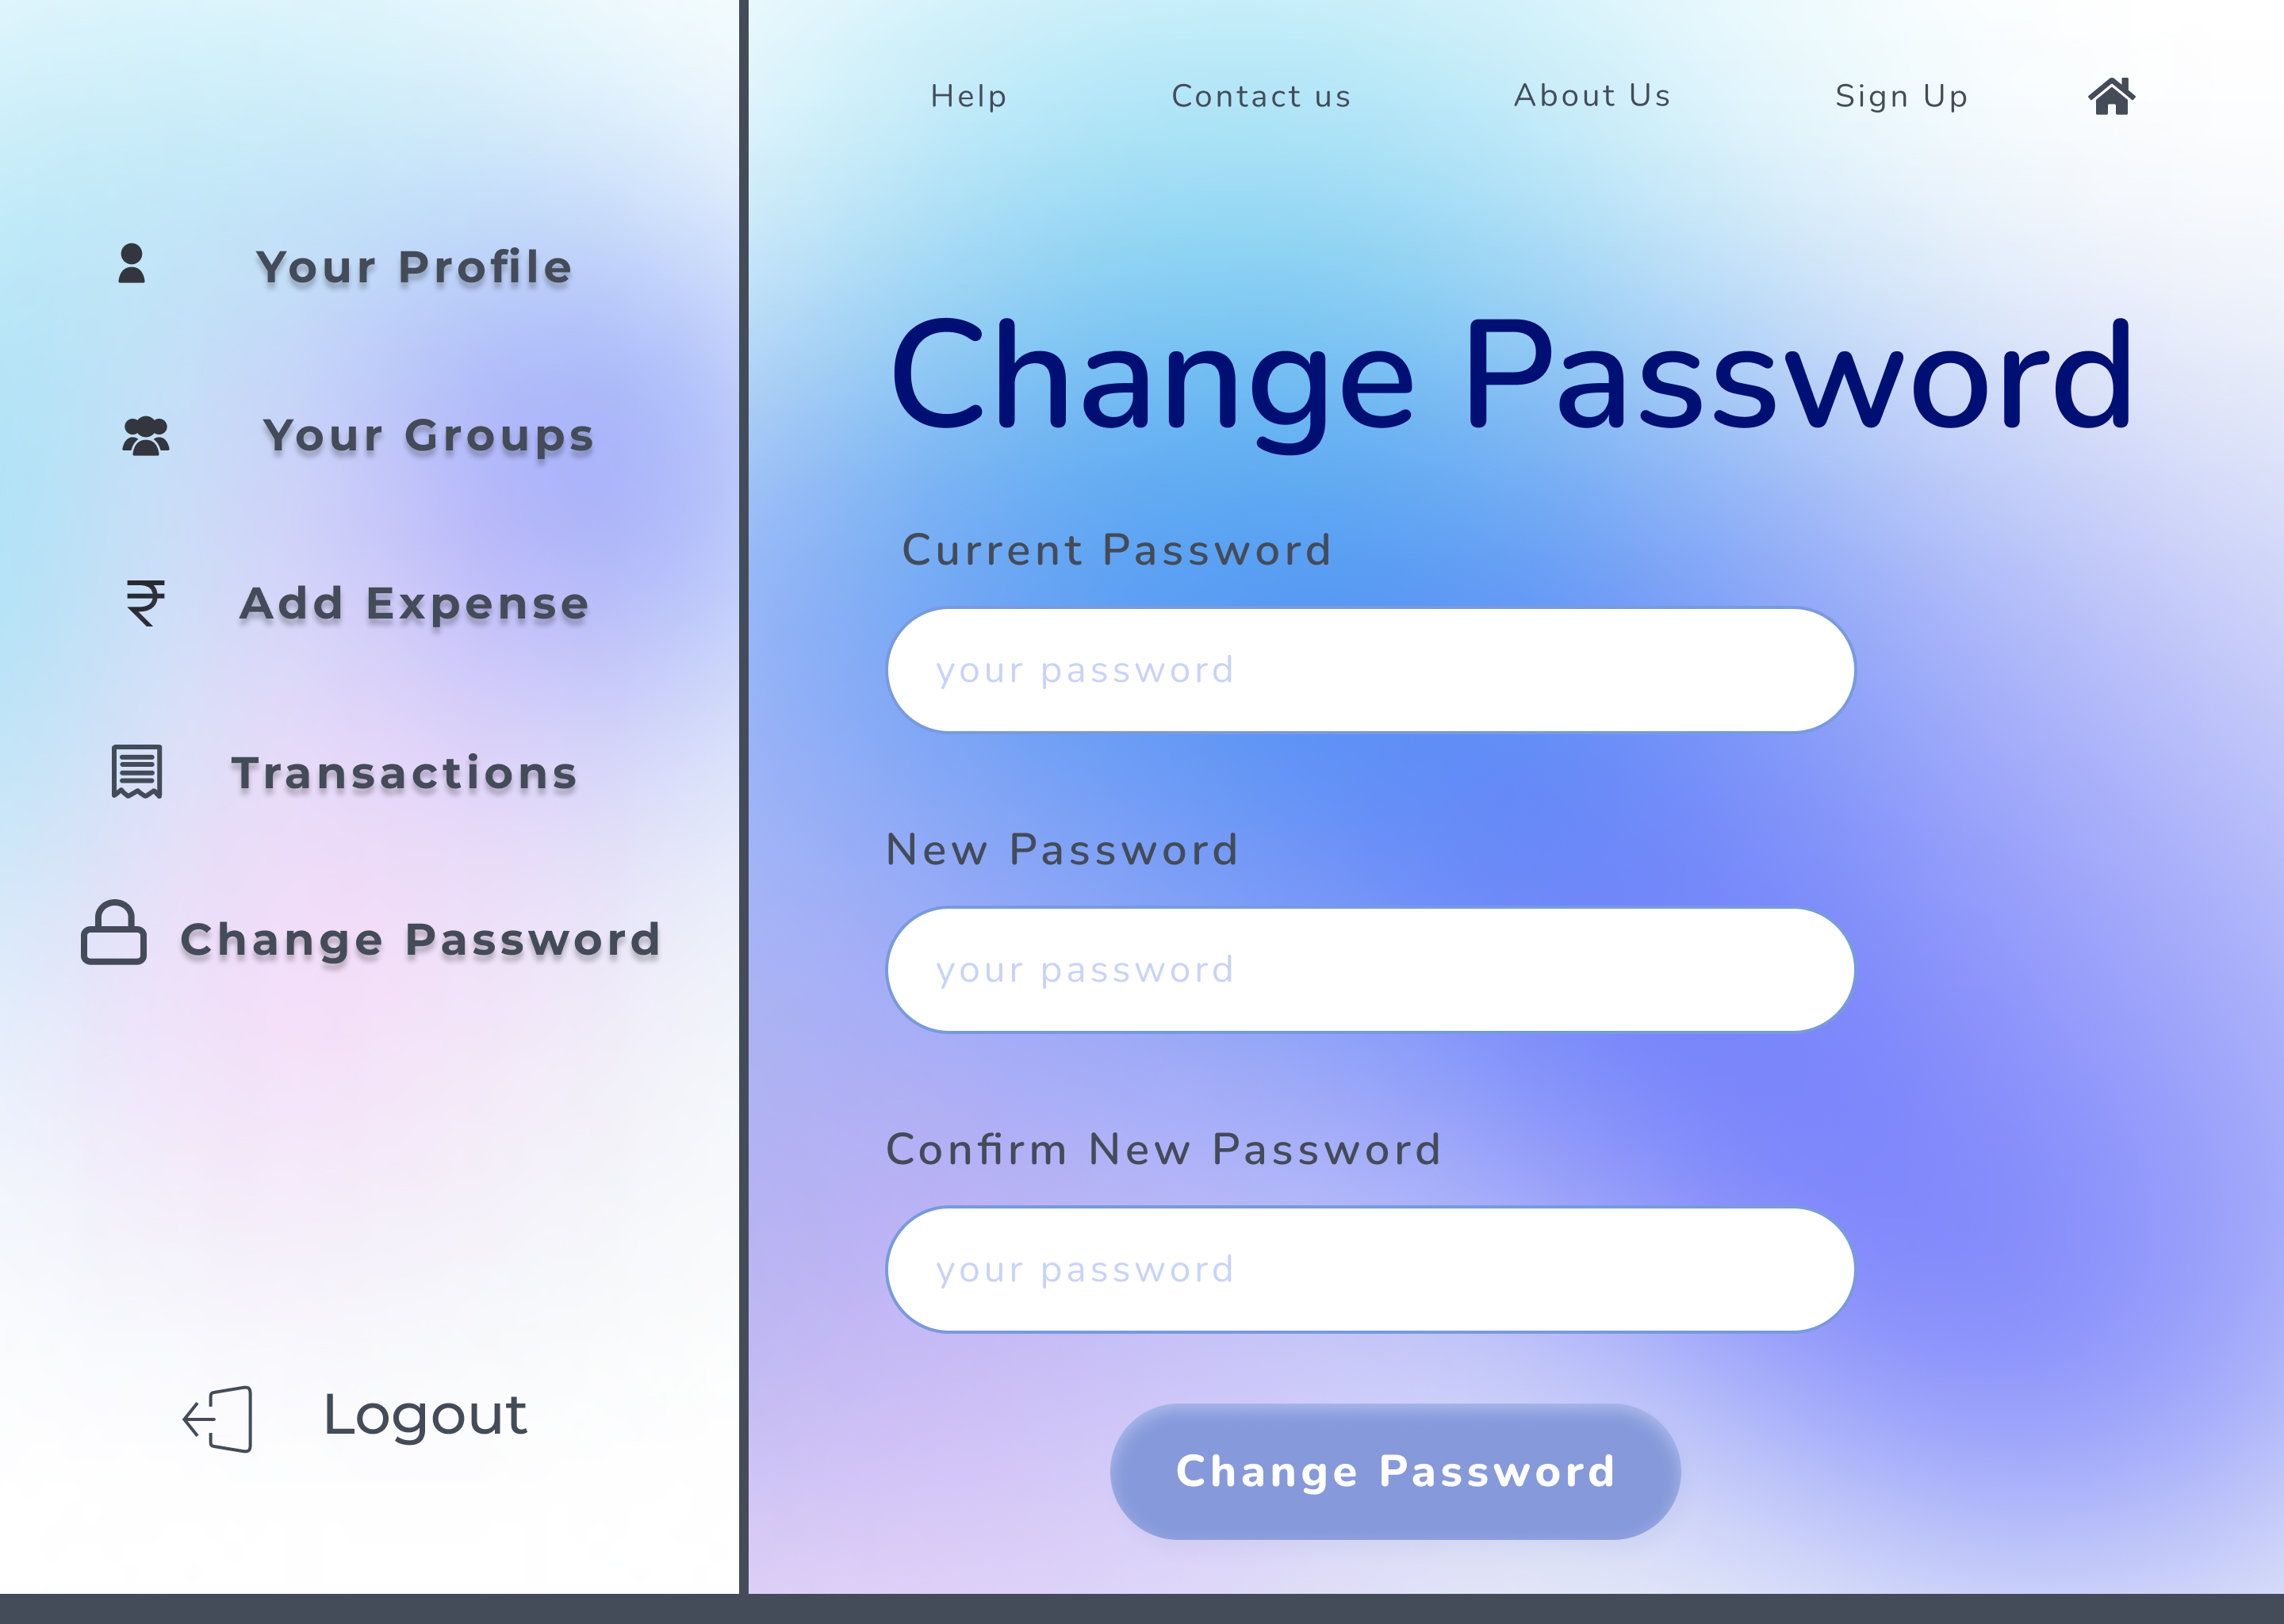 Help
Contact us
About Us
Sign Up
Your Profile
Your Groups
₹
Add Expense
Transactions
Change Password
Logout
Change Password
Current Password
your password
New Password
your password
Confirm New Password
your password
Change Password